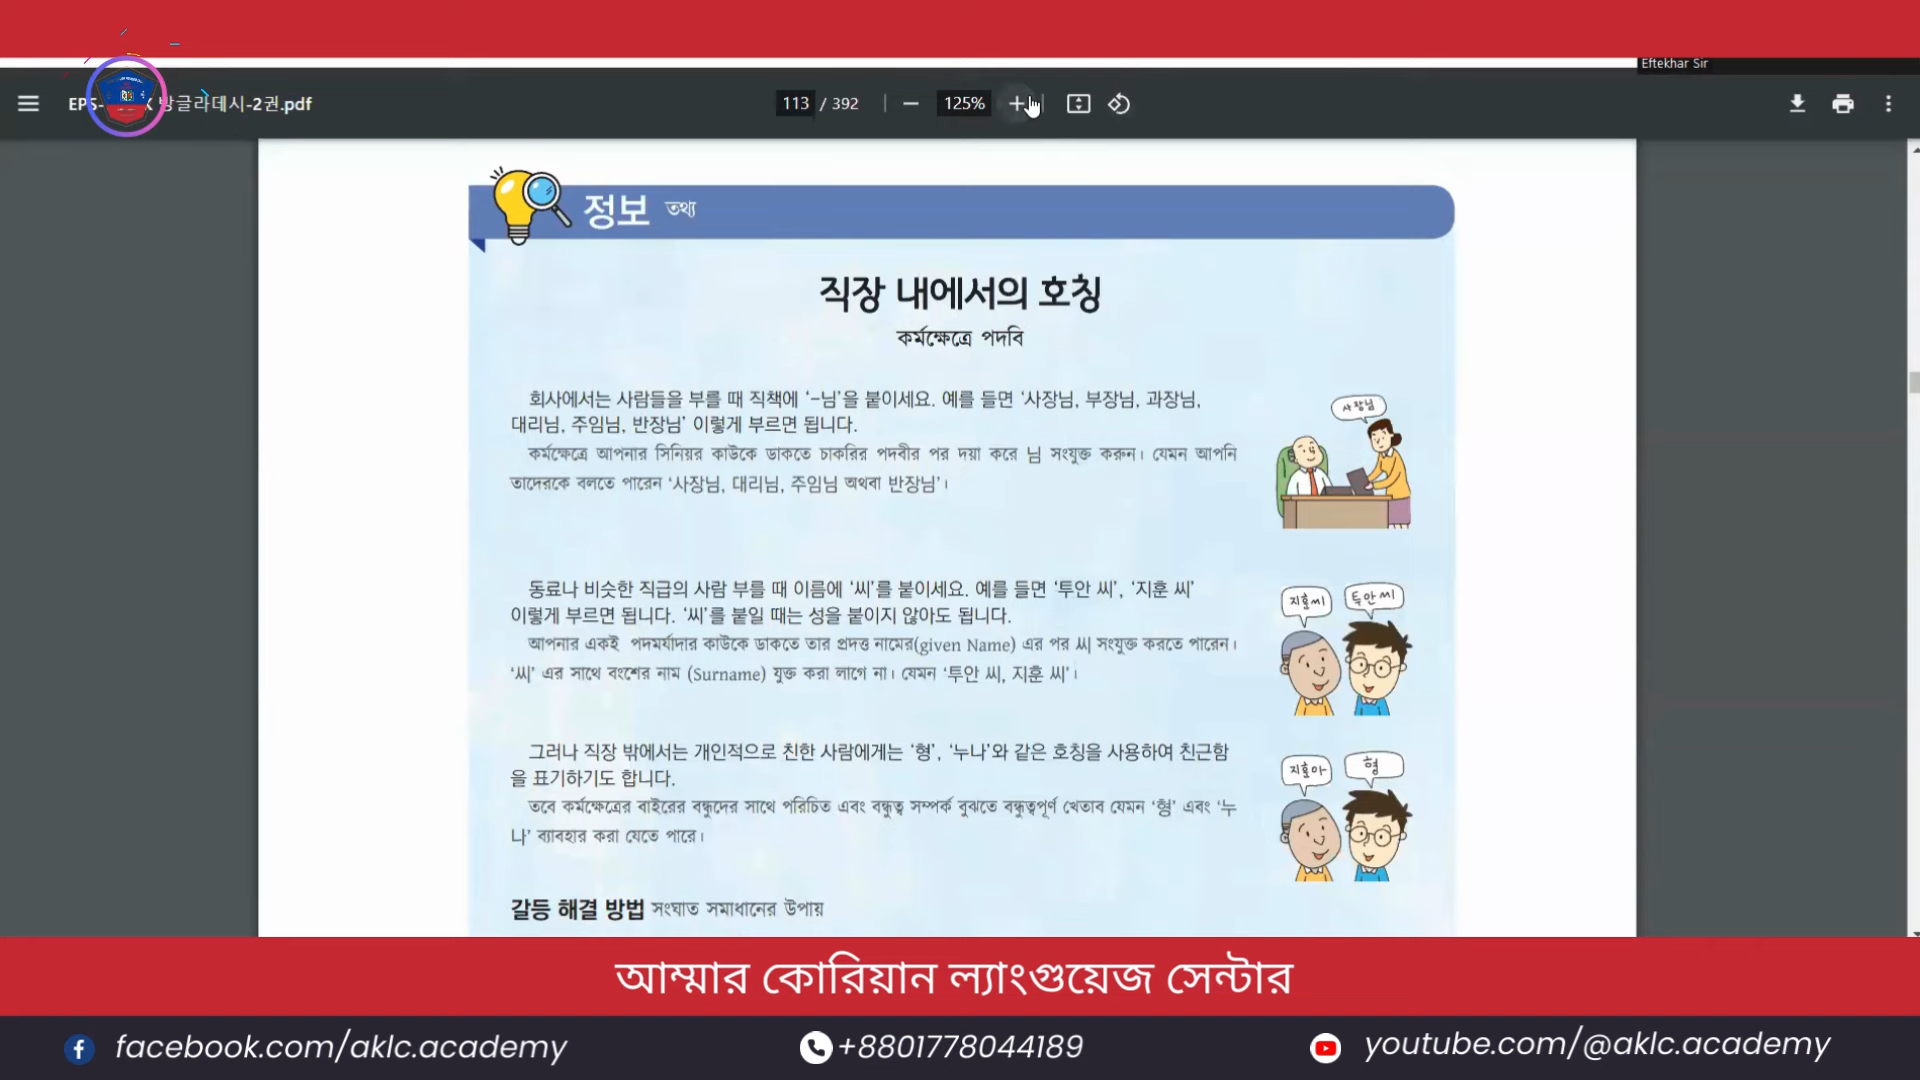 Eftekhar Sir
방글라데시-2권.pdf
113 / 392
125%
정보 তথ্য
직장 내에서의 호칭
কর্মক্ষেত্রে পদবি
회사에서는 사람들을 부를 때 직책에 ‘-님’을 붙이세요. 예를 들면 ‘사장님, 부장님, 과장님,
대리님, 주임님, 반장님’ 이렇게 부르면 됩니다.
কর্মক্ষেত্রে আপনার সিনিয়র কাউকে ডাকতে চাকরির পদবীর পর দয়া করে 님 সংযুক্ত করুন। যেমন আপনি
তাদেরকে বলতে পারেন ‘사장님, 대리님, 주임님 অথবা 반장님’।
사장님
동료나 비슷한 직급의 사람 부를 때 이름에 ‘씨’를 붙이세요. 예를 들면 ‘투안 씨’, ‘지훈 씨’
이렇게 부르면 됩니다. ‘씨’를 붙일 때는 성을 붙이지 않아도 됩니다.
আপনার একই পদমর্যাদার কাউকে ডাকতে তার প্রদত্ত নামের(given Name) এর পর 씨 সংযুক্ত করতে পারেন।
‘씨’ এর সাথে বংশের নাম (Surname) যুক্ত করা লাগে না। যেমন ‘투안 씨, 지훈 씨’।
지훈씨
투안씨
그러나 직장 밖에서는 개인적으로 친한 사람에게는 ‘형’, ‘누나’와 같은 호칭을 사용하여 친근함
을 표기하기도 합니다.
তবে কর্মক্ষেত্রের বাইরের বন্ধুদের সাথে পরিচিত এবং বন্ধুত্ব সম্পর্ক বুঝতে বন্ধুত্বপূর্ণ খেতাব যেমন ‘형’ এবং ‘누
나’ ব্যাবহার করা যেতে পারে।
지훈아
형
갈등 해결 방법 সংঘাত সমাধানের উপায়
আম্মার কোরিয়ান ল্যাংগুয়েজ সেন্টার
facebook.com/aklc.academy
+8801778044189
youtube.com/@aklc.academy